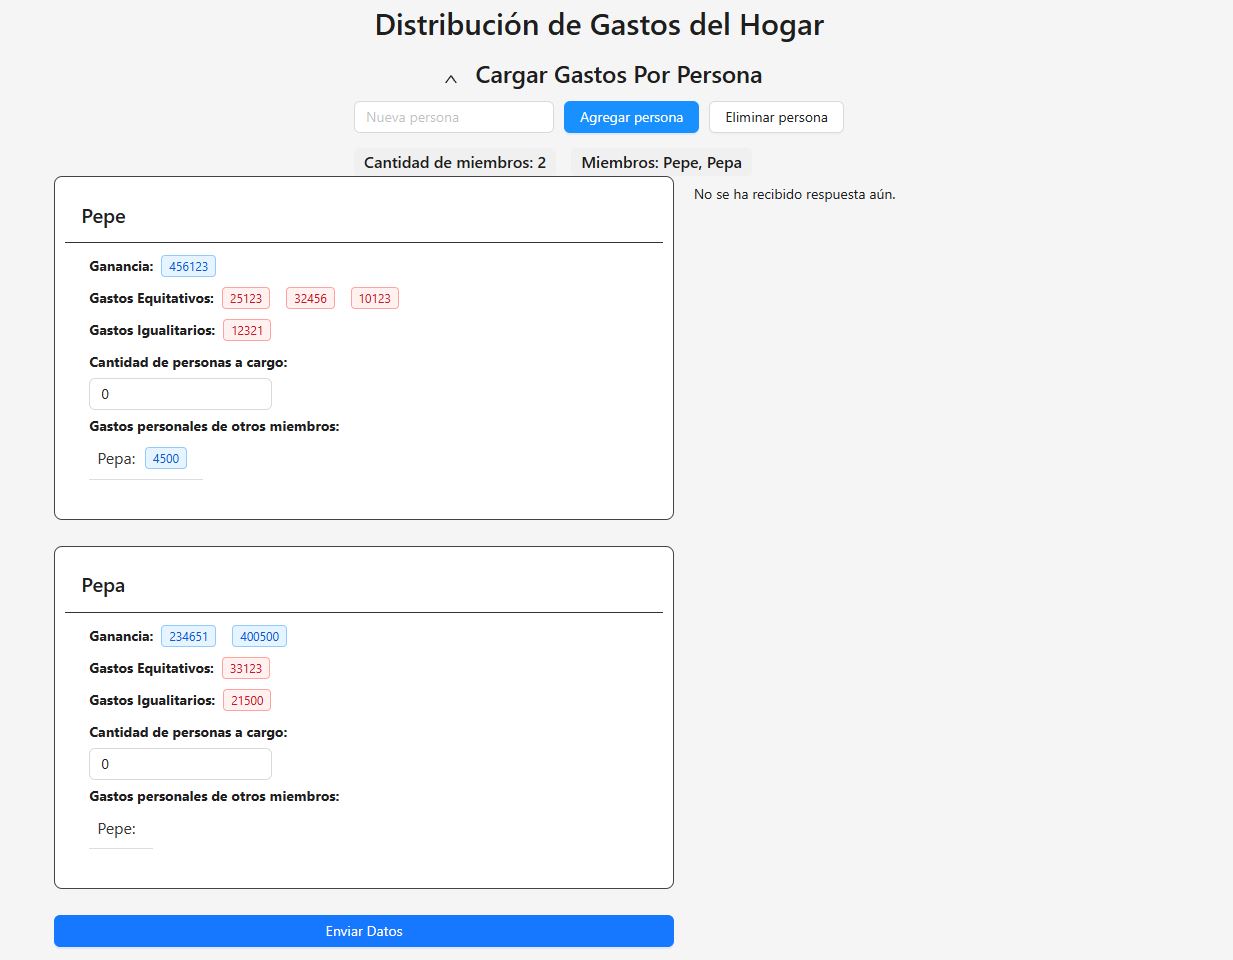 Distribución de Gastos del Hogar
Cargar Gastos Por Persona
Nueva persona
Agregar persona
Eliminar persona
Cantidad de miembros: 2
Miembros: Pepe, Pepa
Pepe
Ganancia: 456123
Gastos Equitativos: 25123 32456 10123
Gastos Igualitarios: 12321
Cantidad de personas a cargo:
0
Gastos personales de otros miembros:
Pepa: 4500
Pepa
Ganancia: 234651 400500
Gastos Equitativos: 33123
Gastos Igualitarios: 21500
Cantidad de personas a cargo:
0
Gastos personales de otros miembros:
Pepe:
Enviar Datos
No se ha recibido respuesta aún.